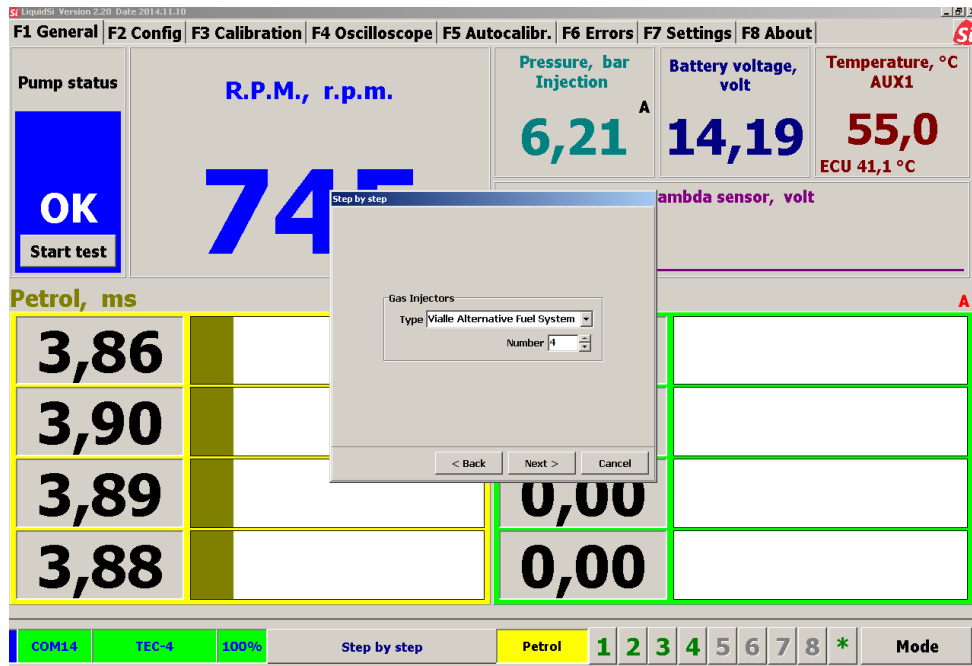 LiquidSi Version 2.20 Date 2014.11.10
F1 General F2 Config F3 Calibration F4 Oscilloscope F5 Autocalibr. F6 Errors F7 Settings F8 About
Si
Pump status
OK
Start test
R.P.M., r.p.m.
745
Pressure, bar
Injection
A
6,21
Battery voltage,
volt
14,19
Temperature, °C
AUX1
55,0
ECU 41,1 °C
ambda sensor, volt
Petrol, ms
A
3,86
3,90
3,89
3,88
0,00
0,00
Step by step
Gas Injectors
Type Vialle Alternative Fuel System
Number 4
< Back Next > Cancel
COM14 TEC-4 100% Step by step Petrol 1 2 3 4 5 6 7 8 * Mode